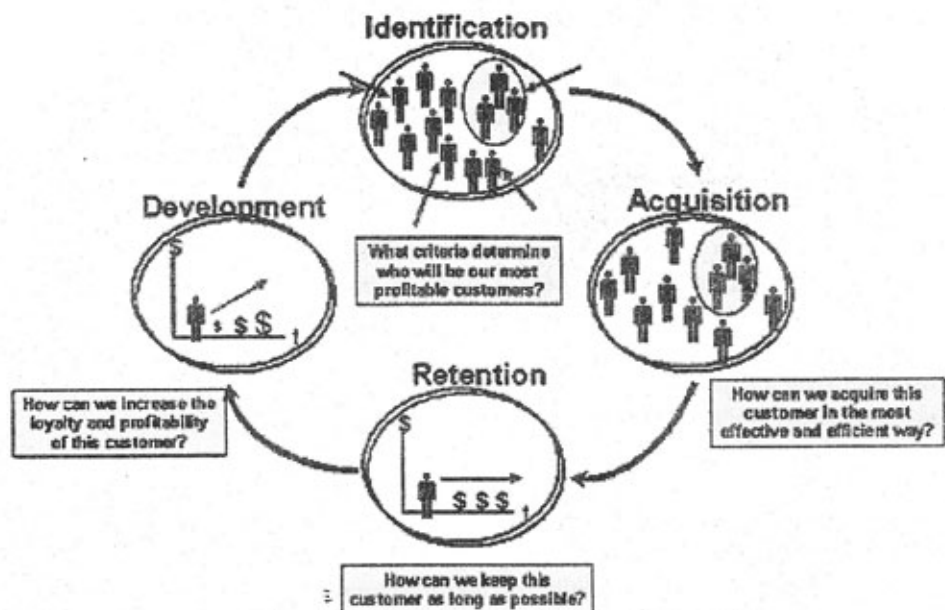 Identification
Development
$
$ $ $
t
What criteria determine
who will be our most
profitable customers?
Acquisition
How can we increase the
loyalty and profitability
of this customer?
Retention
$
$ $ $
t
How can we acquire this
customer in the most
effective and efficient way?
How can we keep this
customer as long as possible?